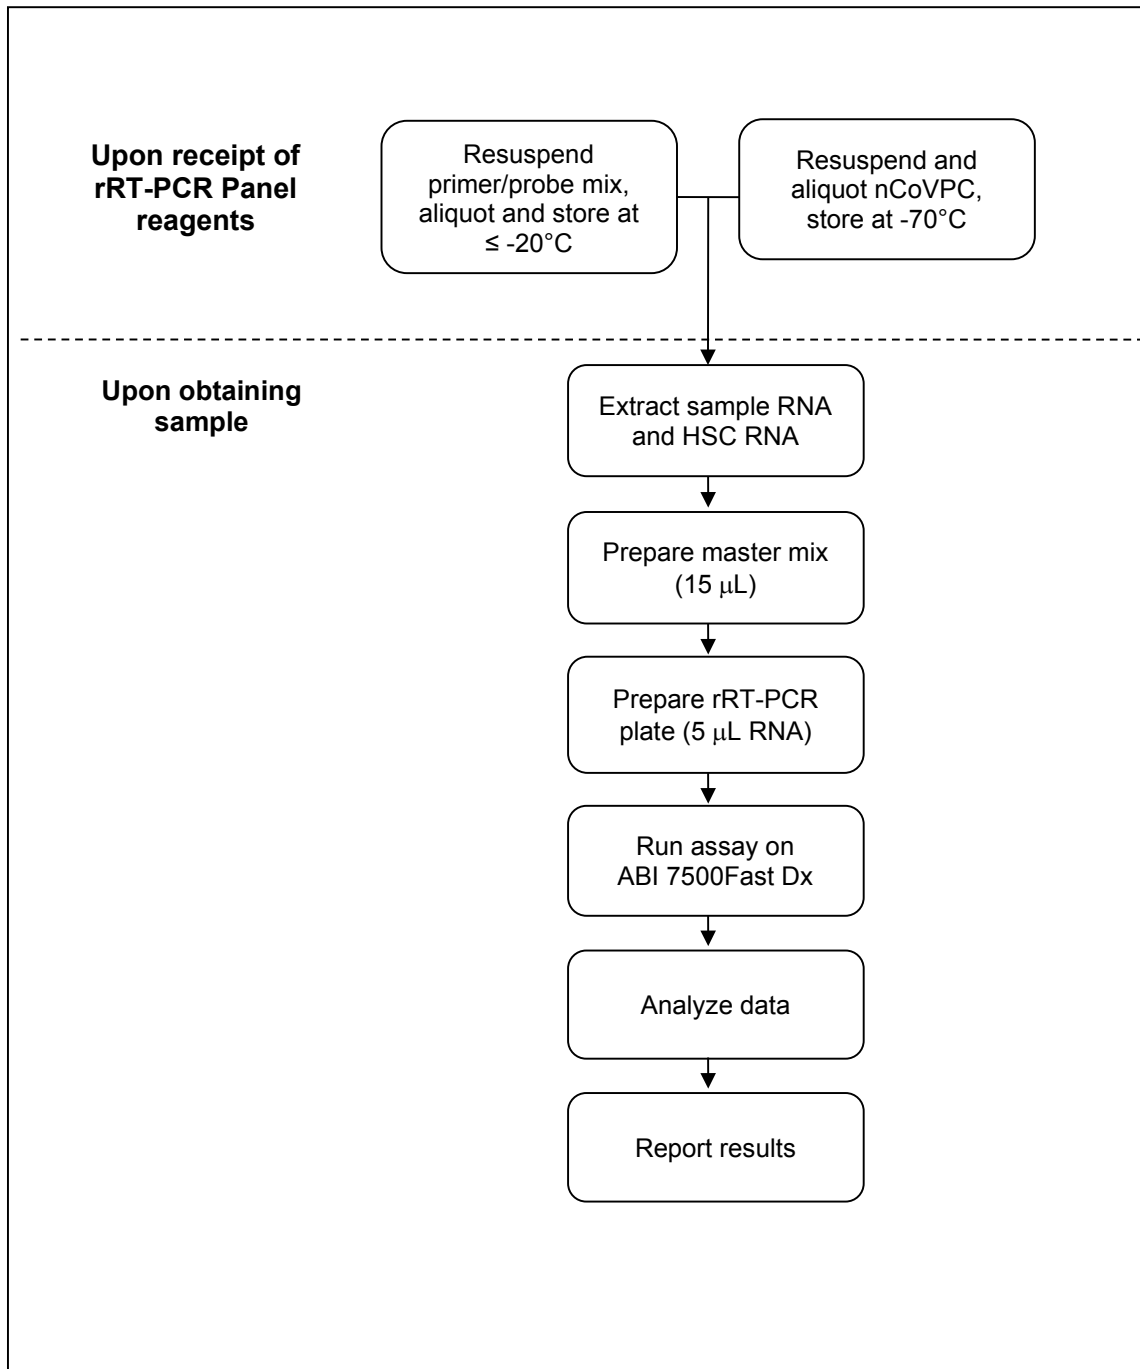 Upon receipt of
rRT-PCR Panel
reagents
Resuspend
primer/probe mix,
aliquot and store at
≤ -20°C
Resuspend and
aliquot nCoVPC,
store at -70°C
Upon obtaining
sample
Extract sample RNA
and HSC RNA
Prepare master mix
(15 μL)
Prepare rRT-PCR
plate (5 μL RNA)
Run assay on
ABI 7500Fast Dx
Analyze data
Report results